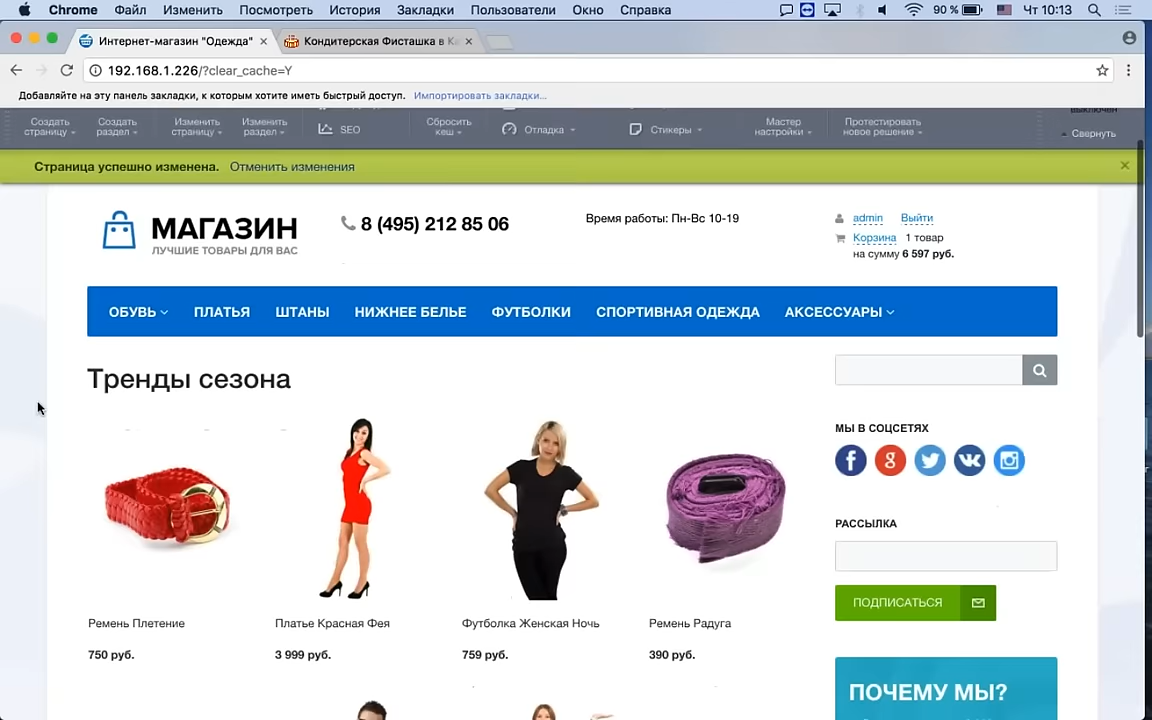 Chrome Файл Изменить Посмотреть История Закладки Пользователи Окно Справка 90 % Чт 10:13
Интернет-магазин "Одежда" Кондитерская Фисташка в Ка
192.168.1.226/?clear_cache=Y
Добавляйте на эту панель закладки, к которым хотите иметь быстрый доступ. Импортировать закладки...
Создать страницу Создать раздел Изменить страницу Изменить раздел SEO Сбросить кеш Отладка Стикеры Мастер настройки Протестировать новое решение Свернуть
Страница успешно изменена. Отменить изменения
МАГАЗИН
ЛУЧШИЕ ТОВАРЫ ДЛЯ ВАС
8 (495) 212 85 06
Время работы: Пн-Вс 10-19
admin Выйти
Корзина 1 товар
на сумму 6 597 руб.
ОБУВЬ ПЛАТЬЯ ШТАНЫ НИЖНЕЕ БЕЛЬЕ ФУТБОЛКИ СПОРТИВНАЯ ОДЕЖДА АКСЕССУАРЫ
Тренды сезона
Ремень Плетение Платье Красная Фея Футболка Женская Ночь Ремень Радуга
750 руб. 3 999 руб. 759 руб. 390 руб.
МЫ В СОЦСЕТЯХ
РАССЫЛКА
ПОДПИСАТЬСЯ
ПОЧЕМУ МЫ?